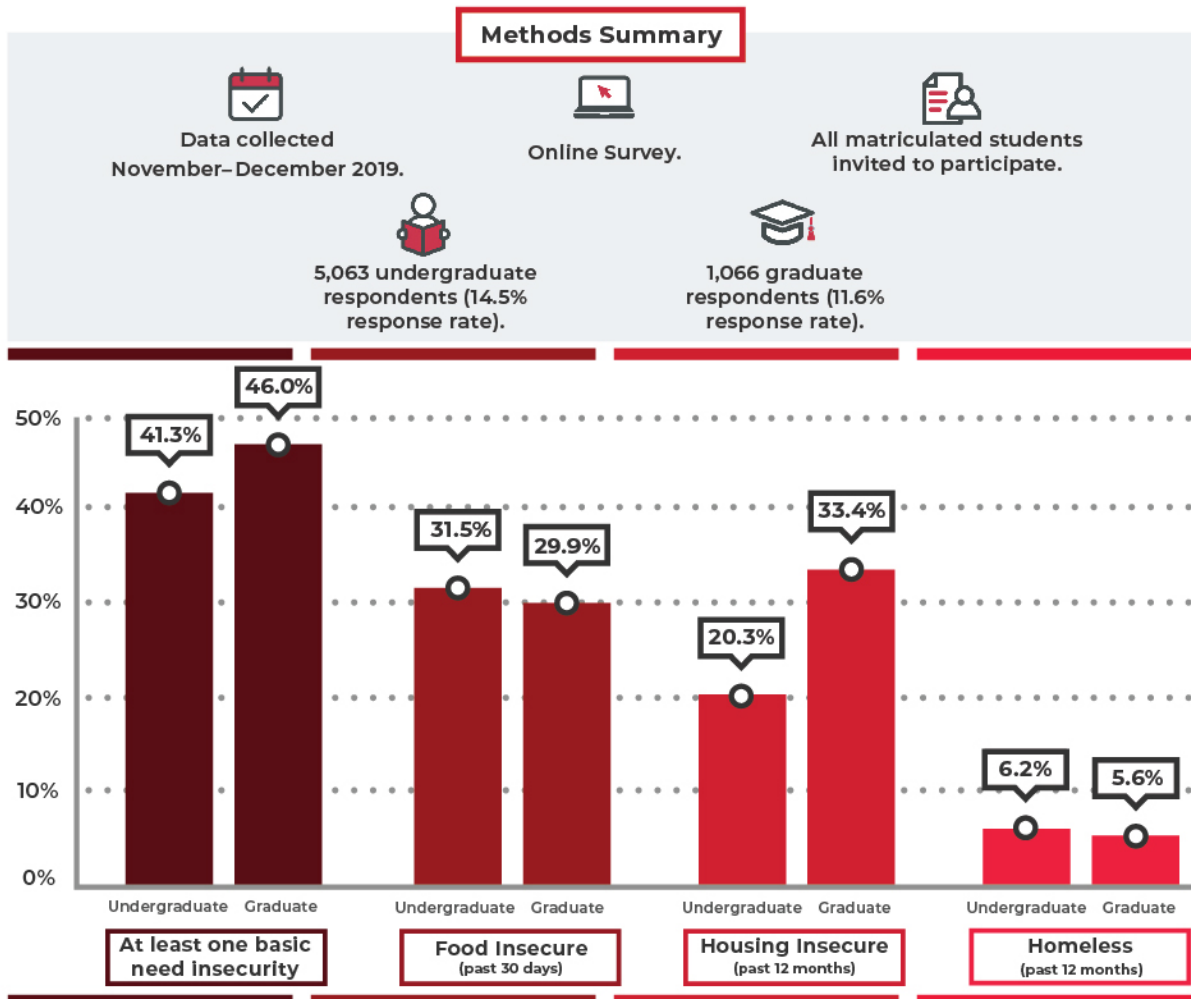 Methods Summary
Data collected
November–December 2019.
Online Survey.
All matriculated students
invited to participate.
5,063 undergraduate
respondents (14.5%
response rate).
1,066 graduate
respondents (11.6%
response rate).
50%
40%
30%
20%
10%
0%
41.3%
46.0%
31.5%
29.9%
20.3%
33.4%
6.2%
5.6%
Undergraduate Graduate
Undergraduate Graduate
Undergraduate Graduate
Undergraduate Graduate
At least one basic
need insecurity
Food Insecure
(past 30 days)
Housing Insecure
(past 12 months)
Homeless
(past 12 months)